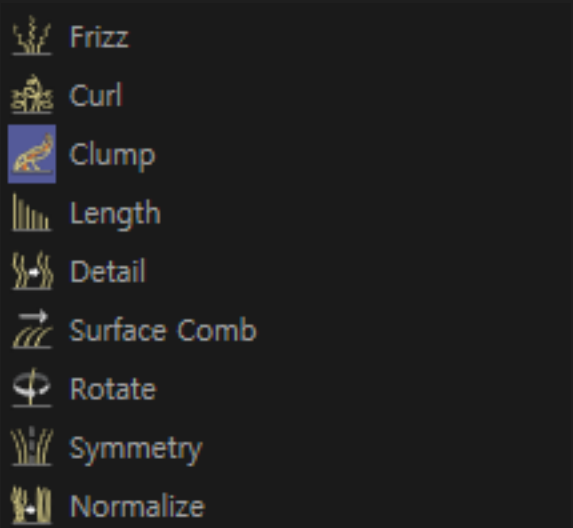 Frizz
Curl
Clump
Length
Detail
Surface Comb
Rotate
Symmetry
Normalize